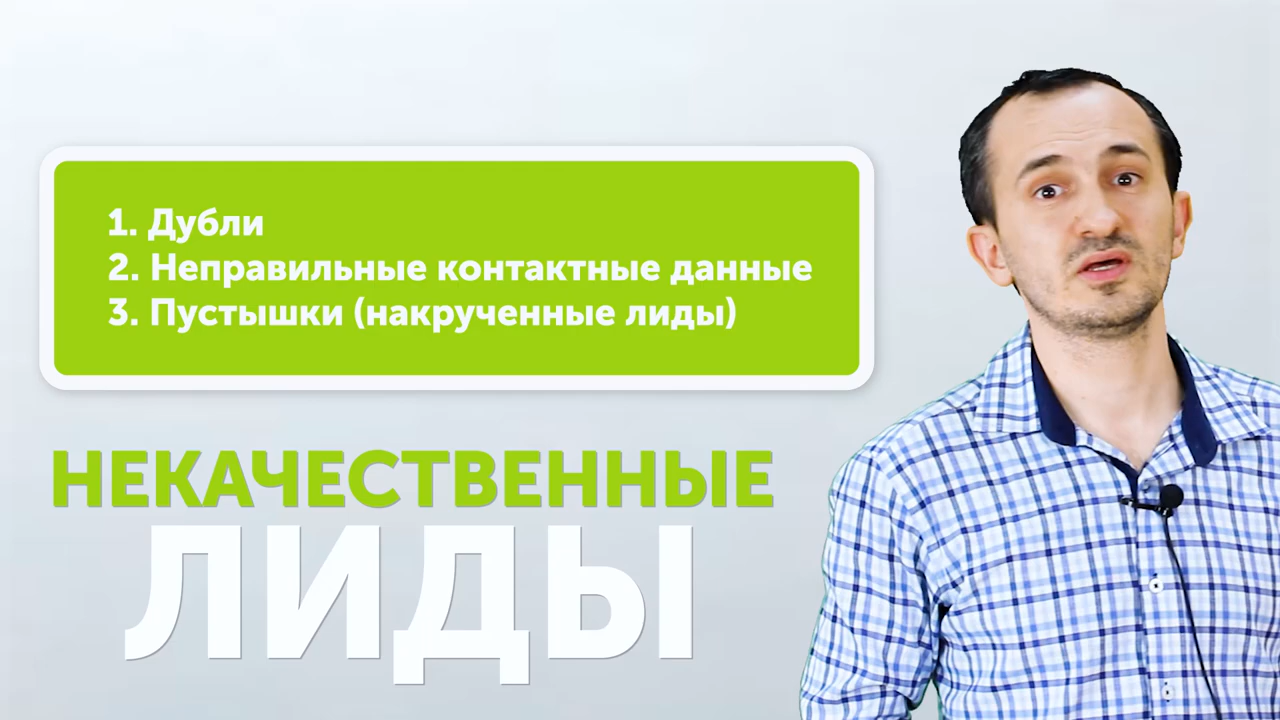 1. Дубли
2. Неправильные контактные данные
3. Пустышки (накрученные лиды)
НЕКАЧЕСТВЕННЫЕ
ЛИДЫ